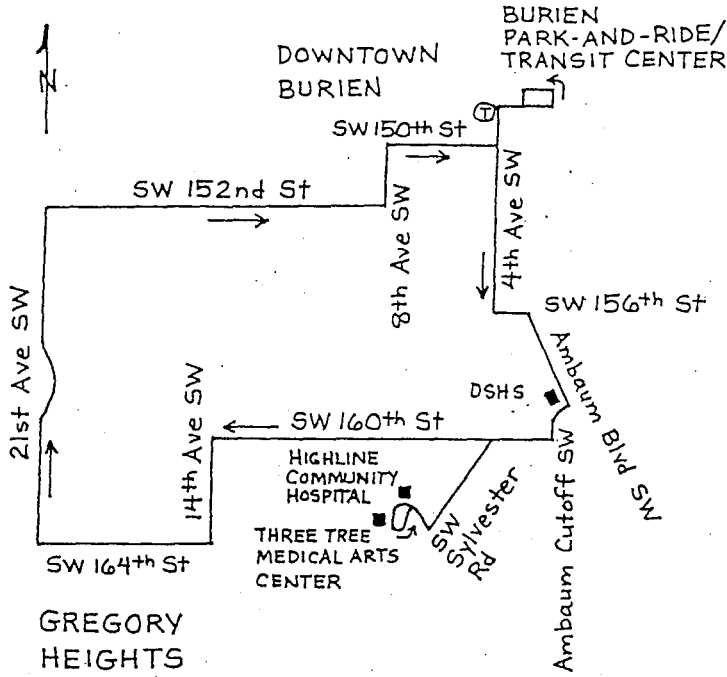 BURIEN
PARK-AND-RIDE/
TRANSIT CENTER
DOWNTOWN
BURIEN
N
T
SW 150th St
SW 152nd St
8th Ave SW
4th Ave SW
SW 156th St
21st Ave SW
14th Ave SW
Ambaum Blvd SW
DSHS
SW 160th St
HIGHLINE
COMMUNITY
HOSPITAL
THREE TREE
MEDICAL ARTS
CENTER
SW
Sylvester
Rd
Ambaum Cutoff SW
SW 164th St
GREGORY
HEIGHTS